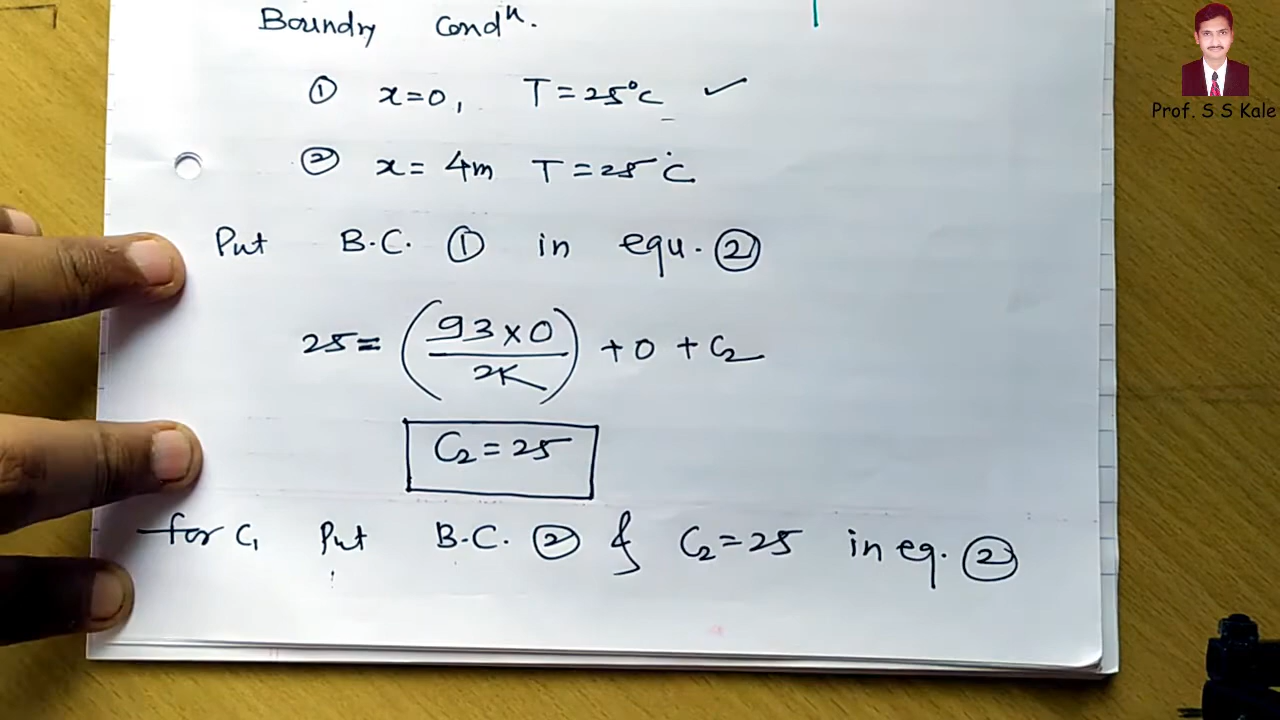 Boundry Condⁿ.
① x=0, T=25°C ✓
② x= 4m T=25°C
Put B.C. ① in equ. ②
25= (93×0/2K) +0 + C₂
C₂=25
for C₁ Put B.C. ② & C₂=25 in eq. ②
Prof. S S Kale